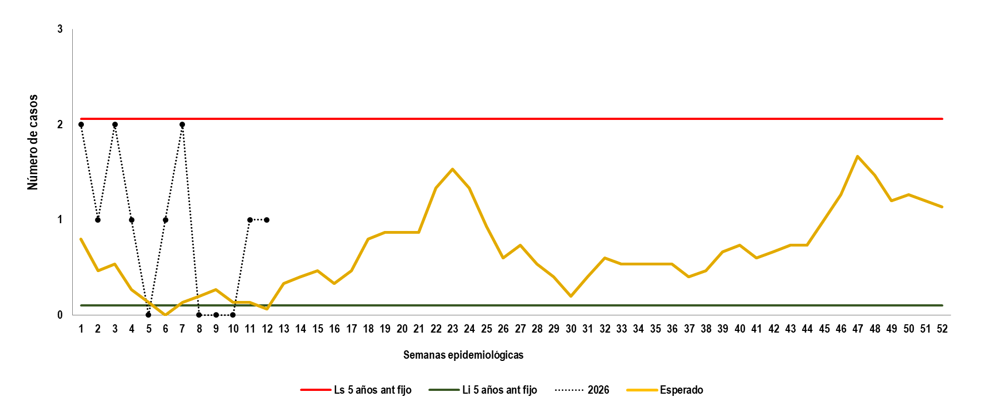 3
2
1
0
Número de casos
1 2 3 4 5 6 7 8 9 10 11 12 13 14 15 16 17 18 19 20 21 22 23 24 25 26 27 28 29 30 31 32 33 34 35 36 37 38 39 40 41 42 43 44 45 46 47 48 49 50 51 52
Semanas epidemiológicas
Ls 5 años ant fijo Li 5 años ant fijo 2026 Esperado